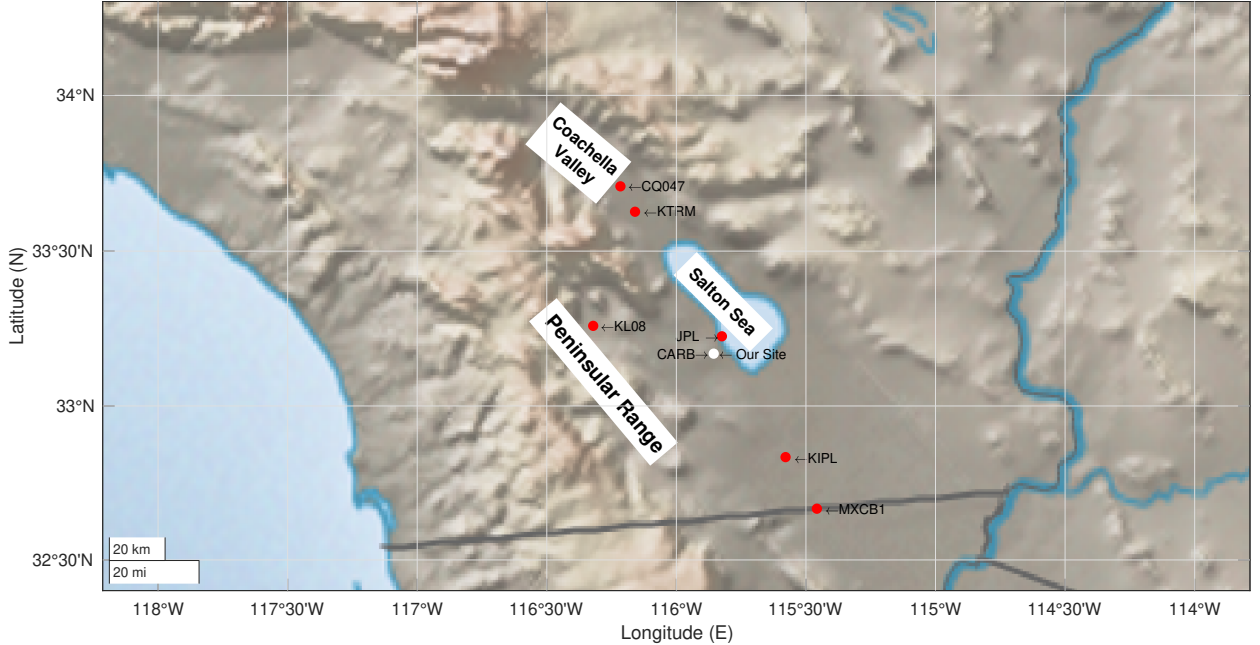 34°N
33°30'N
33°N
32°30'N
Latitude (N)
Coachella
Valley
←CQ047
←KTRM
Salton Sea
←KL08
JPL →
CARB→ ← Our Site
Peninsular Range
←KIPL
←MXCB1
20 km
20 mi
118°W 117°30'W 117°W 116°30'W 116°W 115°30'W 115°W 114°30'W 114°W
Longitude (E)